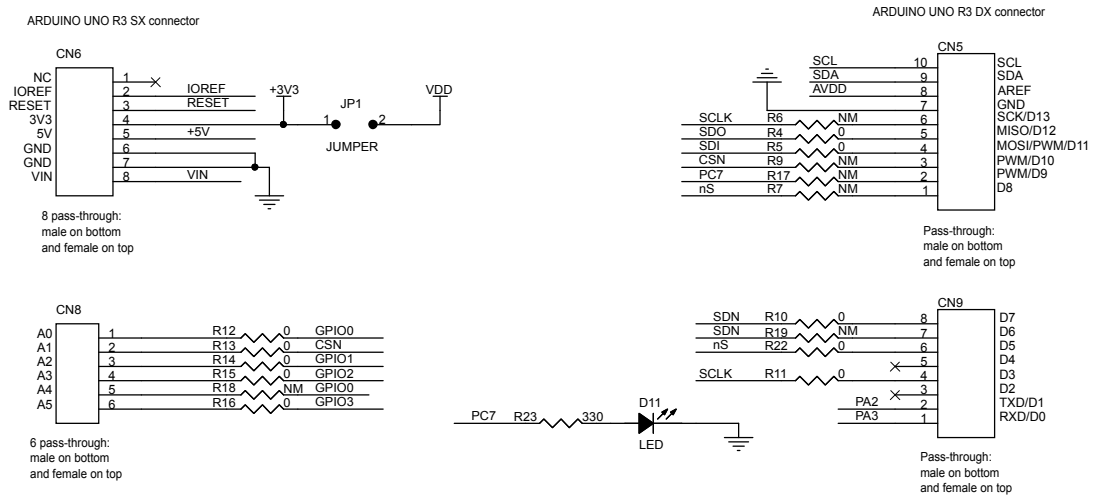 ARDUINO UNO R3 SX connector
CN6
NC 1
IOREF 2 IOREF +3V3
RESET 3 RESET
3V3 4 1 JP1 2 VDD
JUMPER
5V 5 +5V
GND 6
GND 7
VIN 8 VIN
8 pass-through:
male on bottom
and female on top
ARDUINO UNO R3 DX connector
CN5
SCL 10 SCL
SDA 9 SDA
AVDD 8 AREF
7 GND
SCLK R6 NM 6 SCK/D13
SDO R4 0 5 MISO/D12
SDI R5 0 4 MOSI/PWM/D11
CSN R9 NM 3 PWM/D10
PC7 R17 NM 2 PWM/D9
nS R7 NM 1 D8
Pass-through:
male on bottom
and female on top
CN8
A0 1 R12 0 GPIO0
A1 2 R13 0 CSN
A2 3 R14 0 GPIO1
A3 4 R15 0 GPIO2
A4 5 R18 NM GPIO0
A5 6 R16 0 GPIO3
6 pass-through:
male on bottom
and female on top
PC7 R23 330 D11
LED
CN9
SDN R10 0 8 D7
SDN R19 NM 7 D6
nS R22 0 6 D5
5 D4
SCLK R11 0 4 D3
3 D2
PA2 2 TXD/D1
PA3 1 RXD/D0
Pass-through:
male on bottom
and female on top